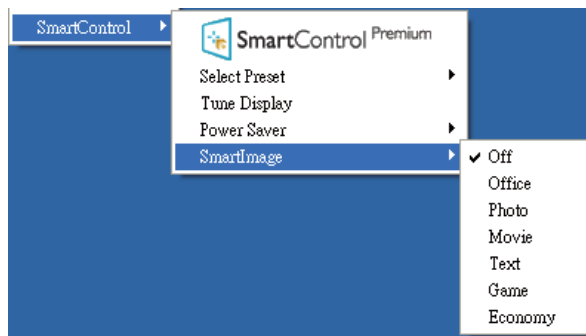 SmartControl
SmartControl Premium
Select Preset
Tune Display
Power Saver
SmartImage
Off
Office
Photo
Movie
Text
Game
Economy